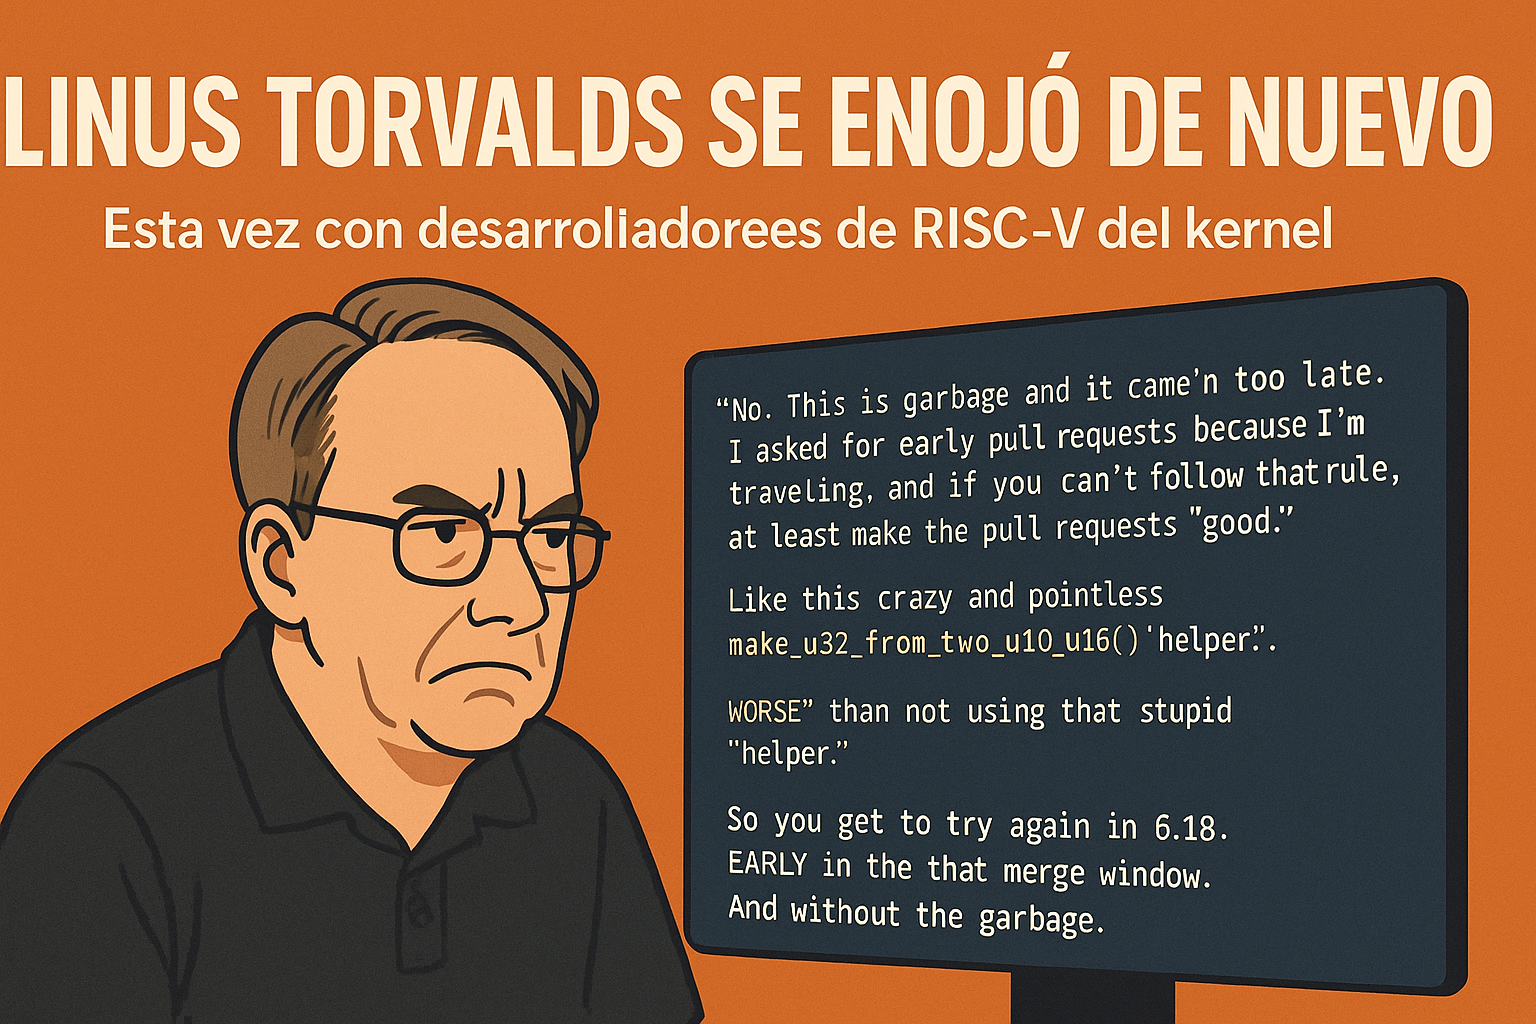 LINUS TORVALDS SE ENOJÓ DE NUEVO
Esta vez con desarroliadorees de RISC-V del kernel
“No. This is garbage and it came’n too late.
I asked for early pull requests because I’m
traveling, and if you can’t follow that rule,
at least make the pull requests "good.”
Like this crazy and pointless
make_u32_from_two_u10_u16() 'helper”.
WORSE” than not using that stupid
"helper.”
So you get to try again in 6.18.
EARLY in the that merge window.
And without the garbage.